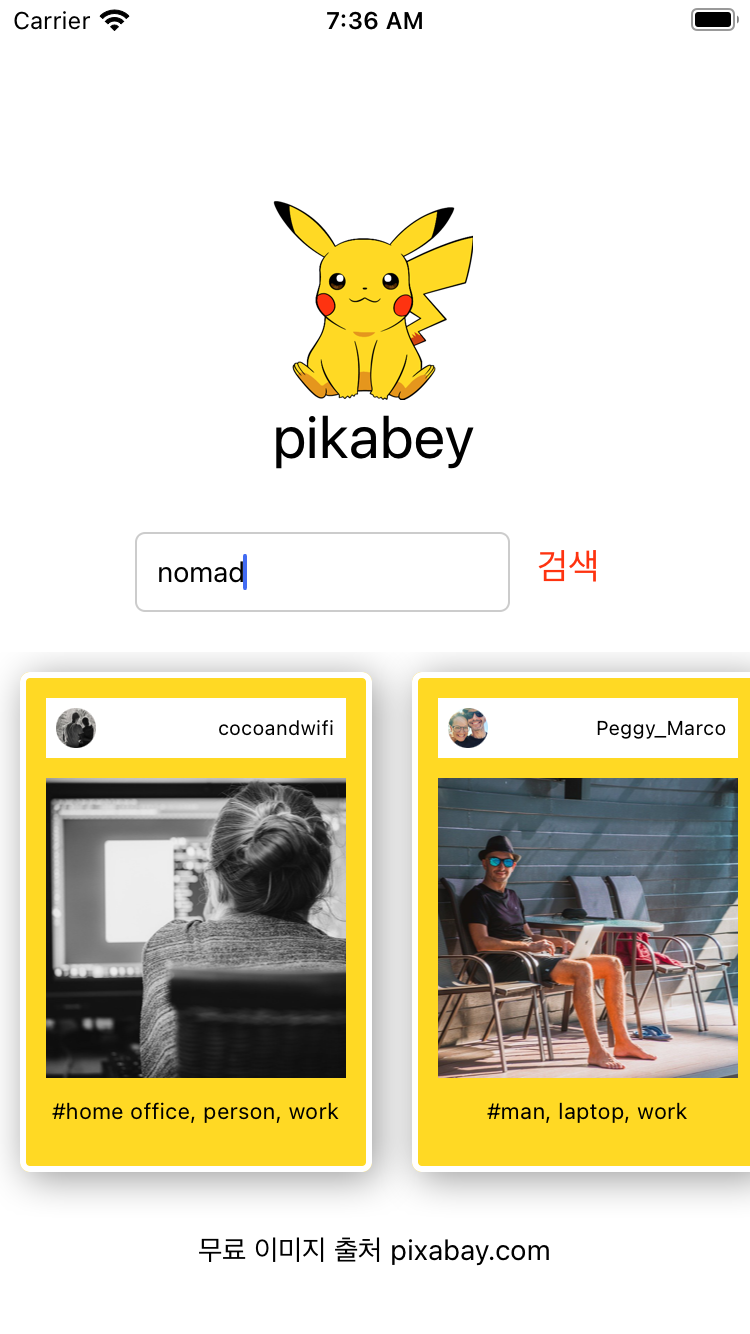 Carrier 7:36 AM
pikabey
nomad 검색
cocoandwifi
#home office, person, work
Peggy_Marco
#man, laptop, work
무료 이미지 출처 pixabay.com